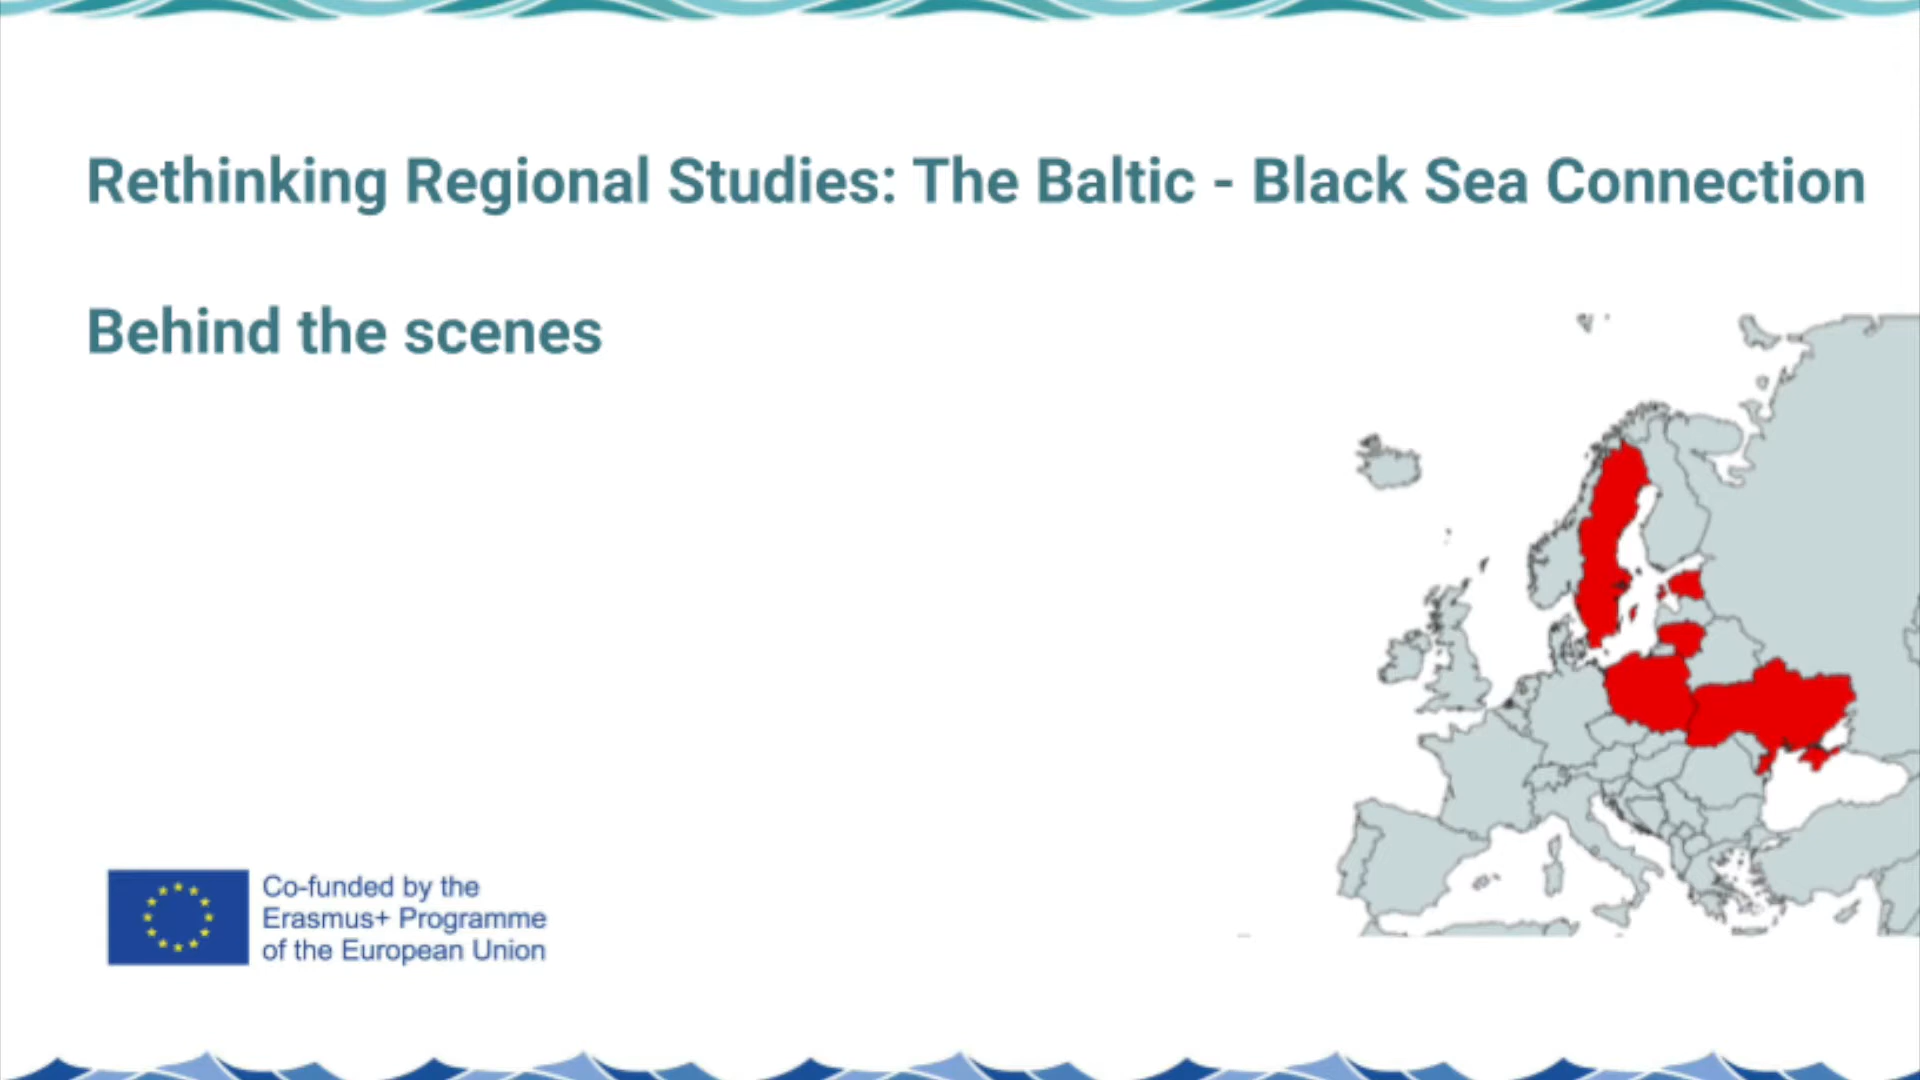 Rethinking Regional Studies: The Baltic - Black Sea Connection
Behind the scenes
Co-funded by the
Erasmus+ Programme
of the European Union